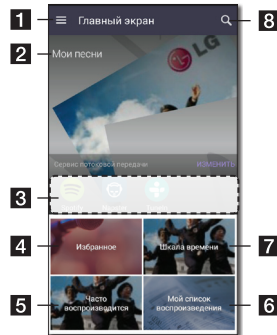 1
Главный экран
8
2
Мои песни
LG
Сервис потоковой передачи
ИЗМЕНИТЬ
3
4
Избранное
Шкала времени
7
5
Часто воспроизводится
Мой список воспроизведения
6